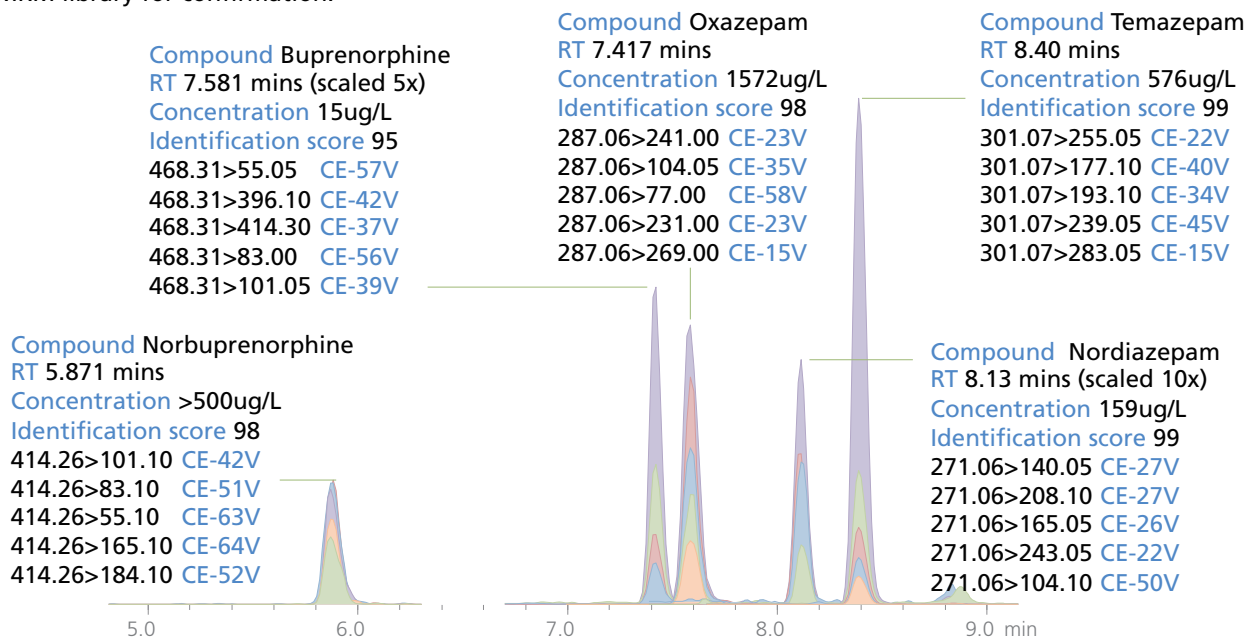 Compound Buprenorphine
RT 7.581 mins (scaled 5x)
Concentration 15ug/L
Identification score 95
468.31>55.05 CE-57V
468.31>396.10 CE-42V
468.31>414.30 CE-37V
468.31>83.00 CE-56V
468.31>101.05 CE-39V
Compound Oxazepam
RT 7.417 mins
Concentration 1572ug/L
Identification score 98
287.06>241.00 CE-23V
287.06>104.05 CE-35V
287.06>77.00 CE-58V
287.06>231.00 CE-23V
287.06>269.00 CE-15V
Compound Temazepam
RT 8.40 mins
Concentration 576ug/L
Identification score 99
301.07>255.05 CE-22V
301.07>177.10 CE-40V
301.07>193.10 CE-34V
301.07>239.05 CE-45V
301.07>283.05 CE-15V
Compound Norbuprenorphine
RT 5.871 mins
Concentration >500ug/L
Identification score 98
414.26>101.10 CE-42V
414.26>83.10 CE-51V
414.26>55.10 CE-63V
414.26>165.10 CE-64V
414.26>184.10 CE-52V
Compound Nordiazepam
RT 8.13 mins (scaled 10x)
Concentration 159ug/L
Identification score 99
271.06>140.05 CE-27V
271.06>208.10 CE-27V
271.06>165.05 CE-26V
271.06>243.05 CE-22V
271.06>104.10 CE-50V
5.0 6.0 7.0 8.0 9.0 min